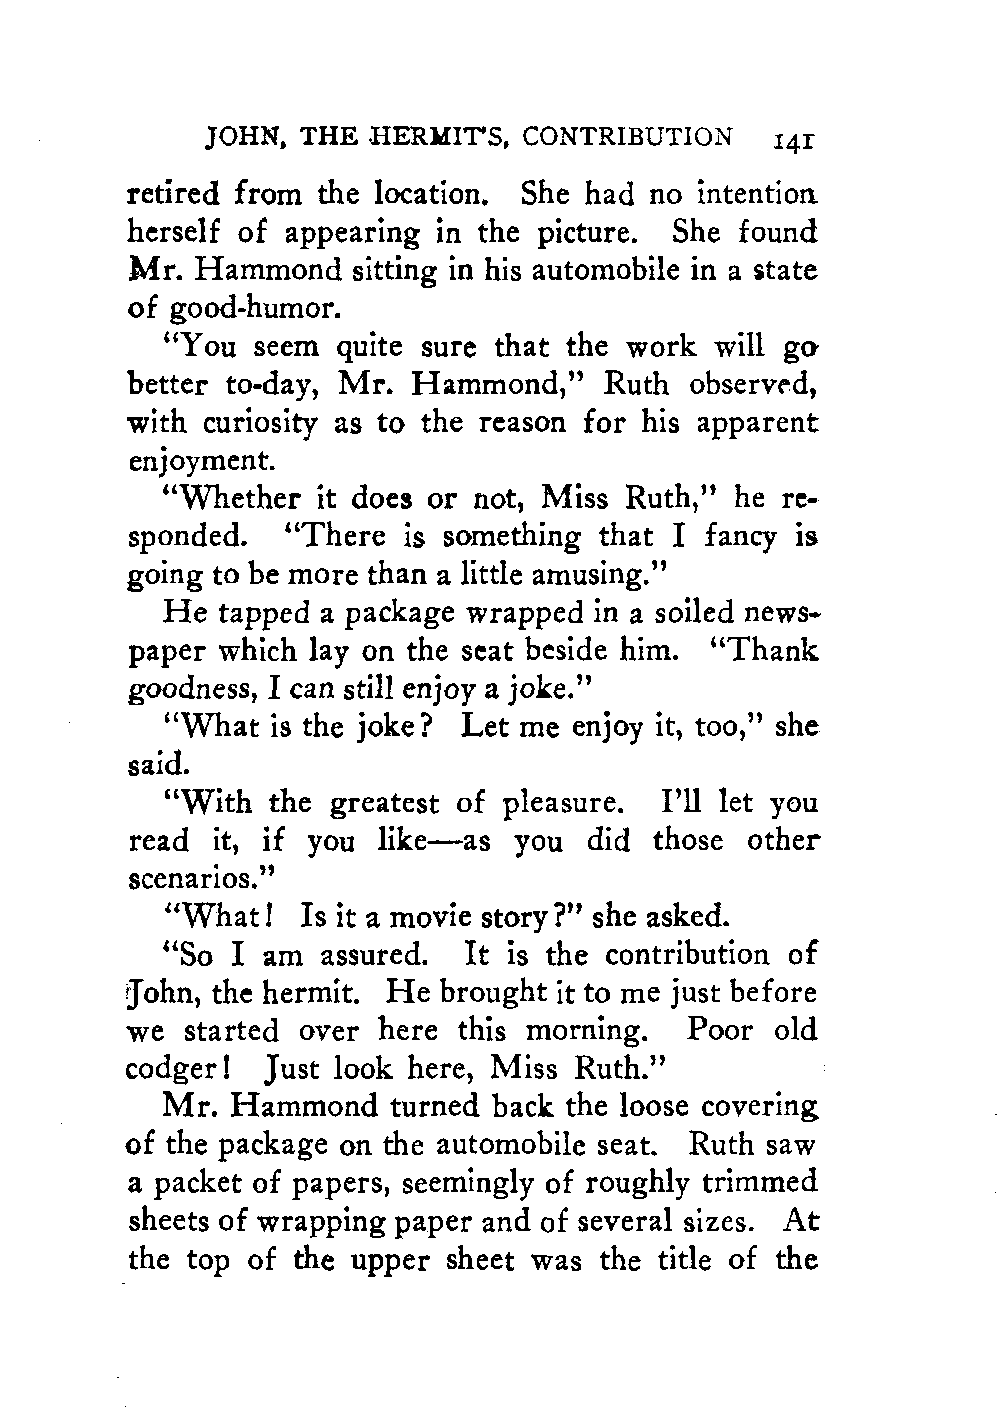 JOHN, THE HERMIT'S, CONTRIBUTION 141
retired from the location. She had no intention
herself of appearing in the picture. She found
Mr. Hammond sitting in his automobile in a state
of good-humor.
“You seem quite sure that the work will go
better to-day, Mr. Hammond,” Ruth observed,
with curiosity as to the reason for his apparent
enjoyment.
“Whether it does or not, Miss Ruth,” he re-
sponded. “There is something that I fancy is
going to be more than a little amusing.”
He tapped a package wrapped in a soiled news-
paper which lay on the seat beside him. “Thank
goodness, I can still enjoy a joke.”
“What is the joke? Let me enjoy it, too,” she
said.
“With the greatest of pleasure. I’ll let you
read it, if you like—as you did those other
scenarios.”
“What! Is it a movie story?” she asked.
“So I am assured. It is the contribution of
John, the hermit. He brought it to me just before
we started over here this morning. Poor old
codger! Just look here, Miss Ruth.”
Mr. Hammond turned back the loose covering
of the package on the automobile seat. Ruth saw
a packet of papers, seemingly of roughly trimmed
sheets of wrapping paper and of several sizes. At
the top of the upper sheet was the title of the